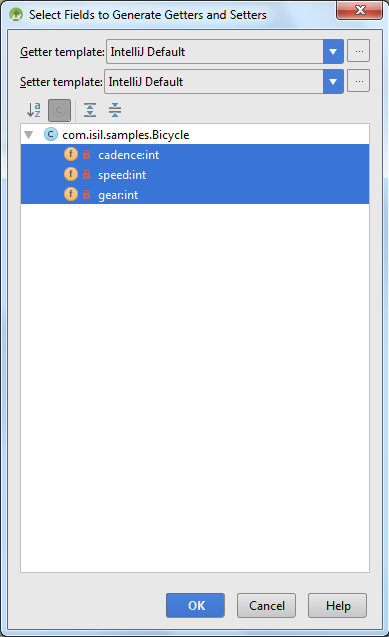 Select Fields to Generate Getters and Setters
Getter template: IntelliJ Default ...
Setter template: IntelliJ Default ...
a z C
C com.isil.samples.Bicycle
f cadence:int
f speed:int
f gear:int
OK Cancel Help